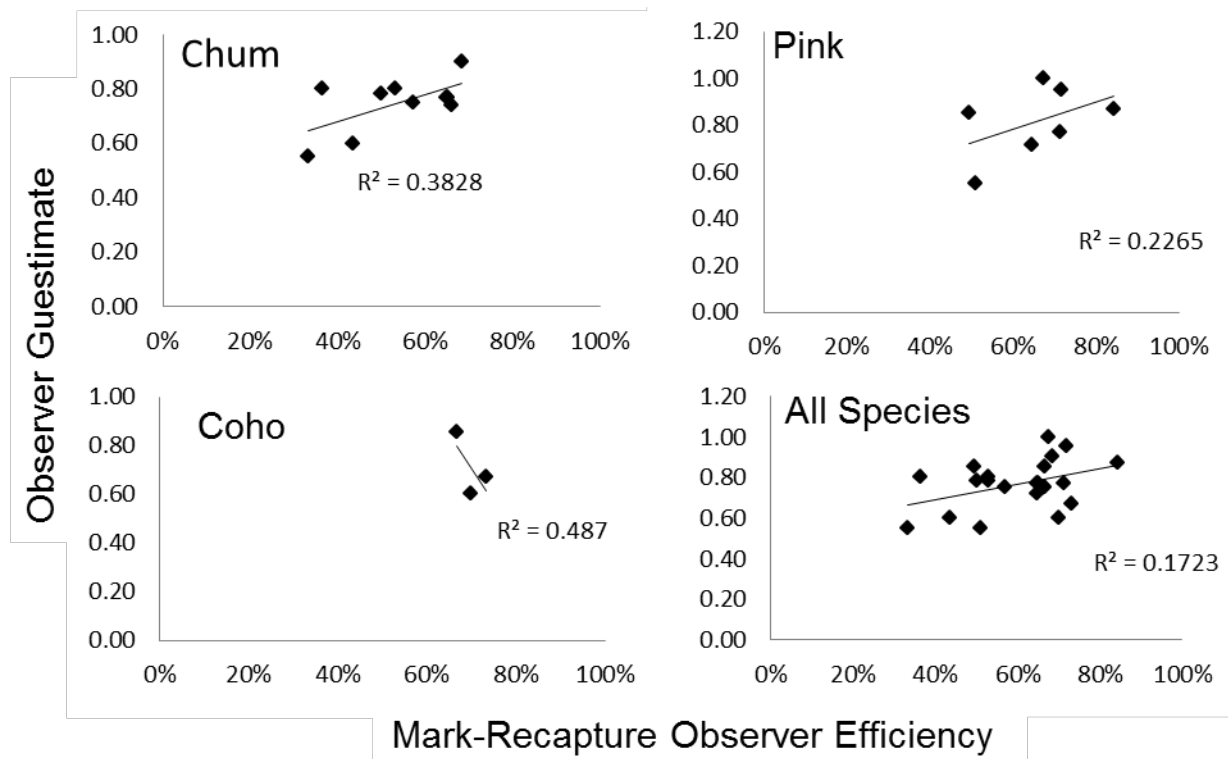 Observer Guestimate
Chum
1.00
0.80
0.60
0.40
0.20
0.00
R² = 0.3828
0% 20% 40% 60% 80% 100%
Pink
1.20
1.00
0.80
0.60
0.40
0.20
0.00
R² = 0.2265
0% 20% 40% 60% 80% 100%
Coho
1.00
0.80
0.60
0.40
0.20
0.00
R² = 0.487
0% 20% 40% 60% 80% 100%
All Species
1.20
1.00
0.80
0.60
0.40
0.20
0.00
R² = 0.1723
0% 20% 40% 60% 80% 100%
Mark-Recapture Observer Efficiency